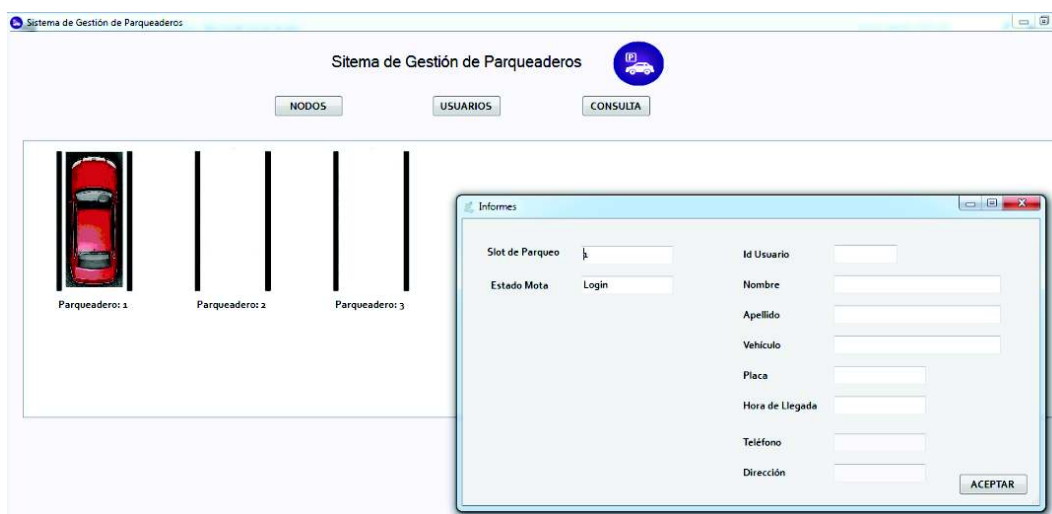 Sistema de Gestión de Parqueaderos
Sitema de Gestión de Parqueaderos
P
NODOS USUARIOS CONSULTA
Parqueadero: 1 Parqueadero: 2 Parqueadero: 3
Informes
Slot de Parqueo 1 Id Usuario
Estado Mota Login Nombre
Apellido
Vehículo
Placa
Hora de Llegada
Teléfono
Dirección
ACEPTAR